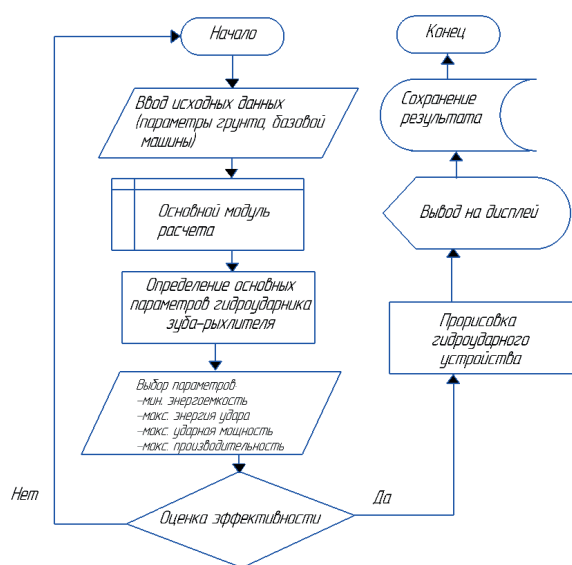 Начало
Ввод исходных данных
(параметры грунта, базовой
машины)
Основной модуль
расчета
Определение основных
параметров гидроударника
зуба-рыхлителя
Выбор параметров:
-мин. энергоемкость
-макс. энергия удара
-макс. ударная мощность
-макс. производительность
Оценка эффективности
Нет
Да
Прорисовка
гидроударного
устройства
Вывод на дисплей
Сохранение
результата
Конец